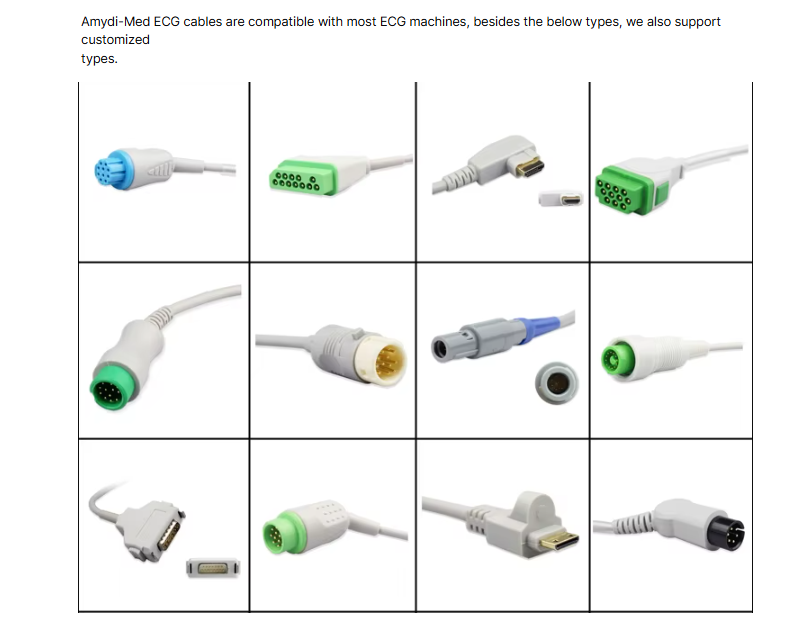 Amydi-Med ECG cables are compatible with most ECG machines, besides the below types, we also support
customized
types.